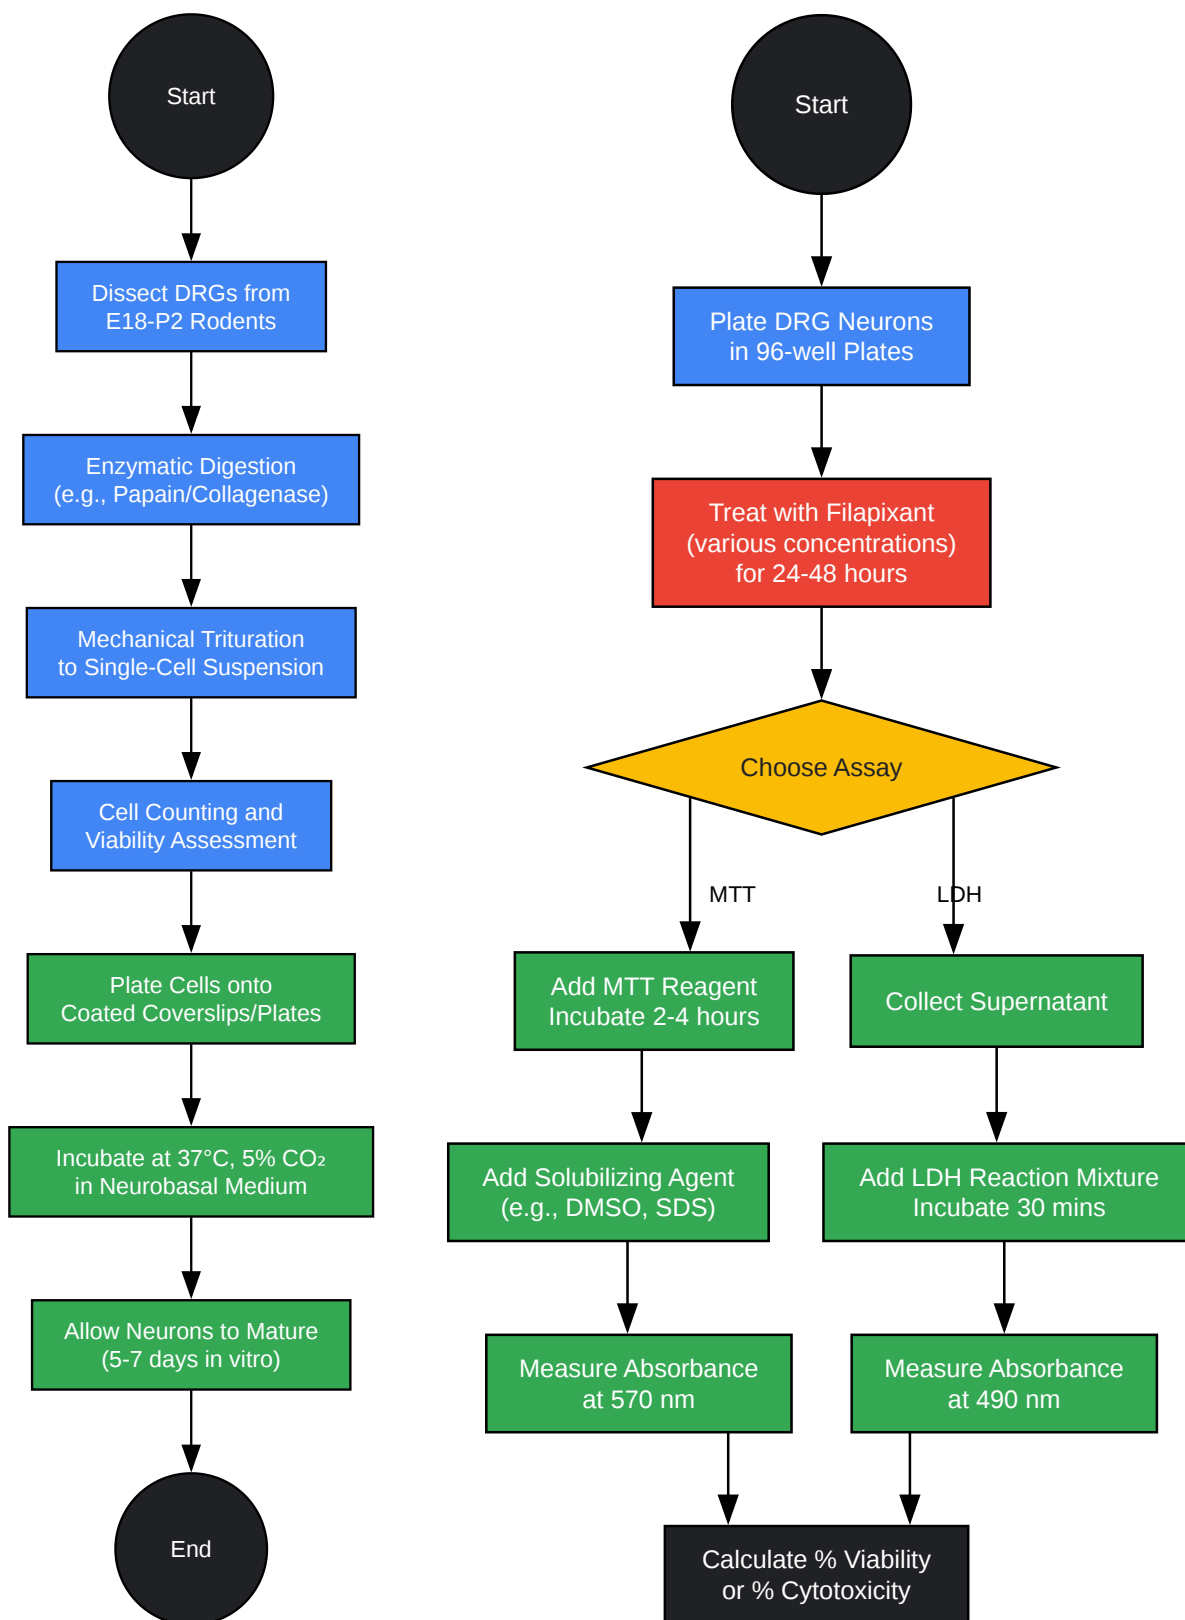 Start
Dissect DRGs from
E18-P2 Rodents
Enzymatic Digestion
(e.g., Papain/Collagenase)
Mechanical Trituration
to Single-Cell Suspension
Cell Counting and
Viability Assessment
Plate Cells onto
Coated Coverslips/Plates
Incubate at 37°C, 5% CO₂
in Neurobasal Medium
Allow Neurons to Mature
(5-7 days in vitro)
End
Start
Plate DRG Neurons
in 96-well Plates
Treat with Filapixant
(various concentrations)
for 24-48 hours
Choose Assay
MTT
LDH
Add MTT Reagent
Incubate 2-4 hours
Collect Supernatant
Add Solubilizing Agent
(e.g., DMSO, SDS)
Add LDH Reaction Mixture
Incubate 30 mins
Measure Absorbance
at 570 nm
Measure Absorbance
at 490 nm
Calculate % Viability
or % Cytotoxicity